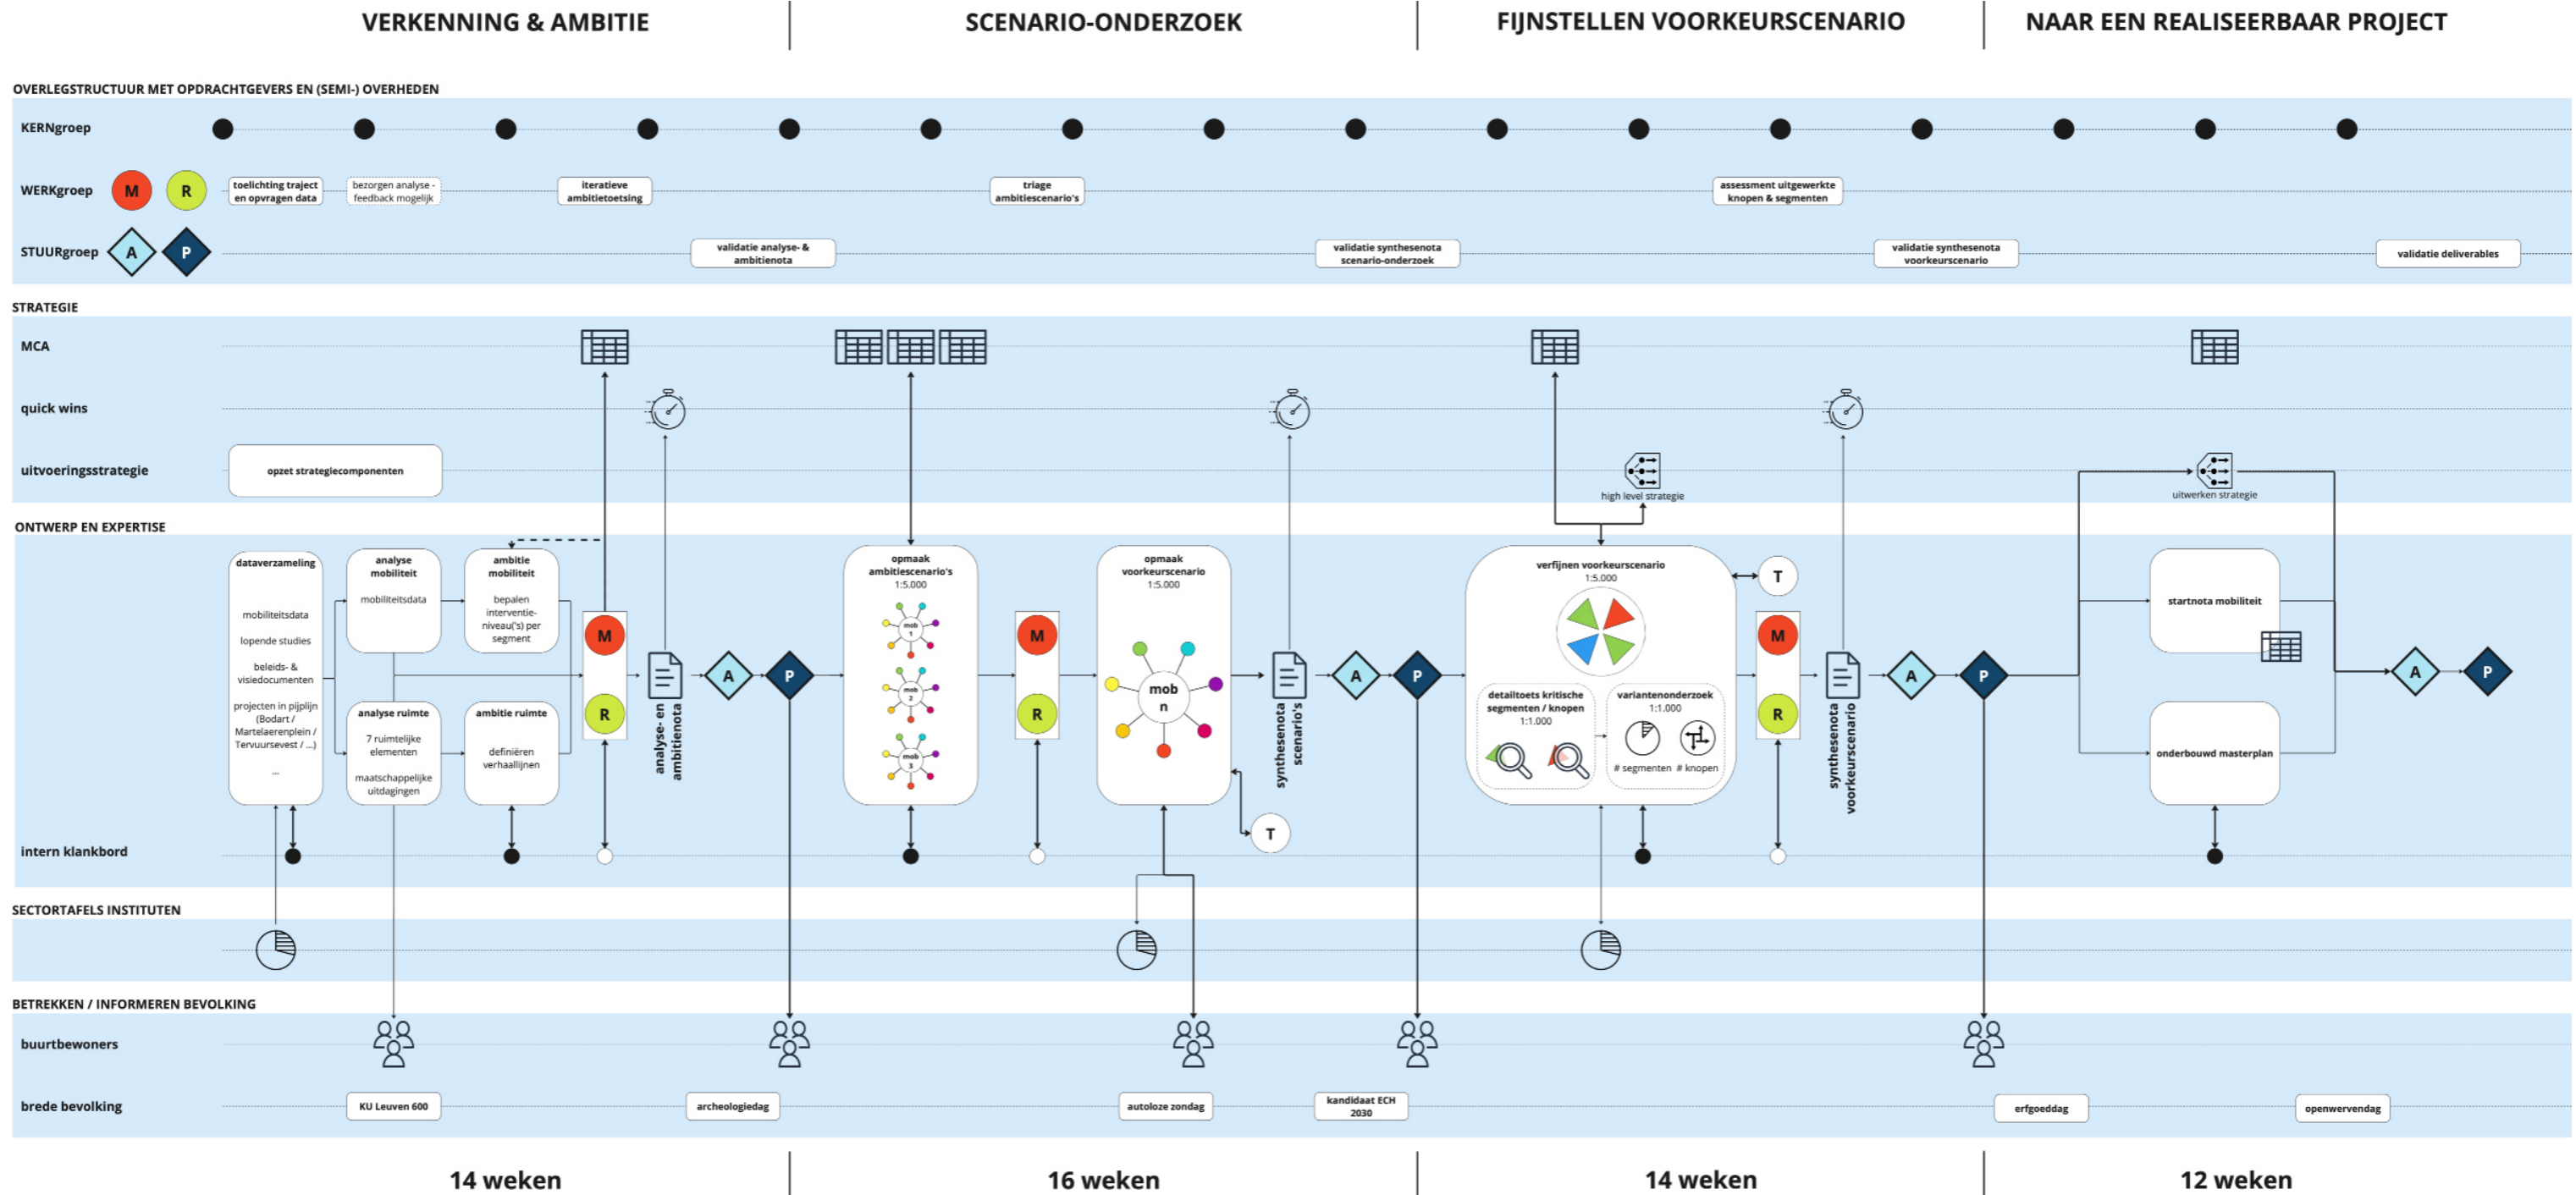 VERKENNING & AMBITIE
SCENARIO-ONDERZOEK
FIJNSTELLEN VOORKEURSCENARIO
NAAR EEN REALISEERBAAR PROJECT
OVERLEGSTRUCTUUR MET OPDRACHTGEVERS EN (SEMI-) OVERHEDEN
KERNgroep
WERKgroep
M
R
toelichting traject
en opvragen data
bezorgen analyse -
feedback mogelijk
iteratieve
ambitietoetsing
triage
ambitiescenario's
assessment uitgewerkte
knopen & segmenten
STUURgroep
A
P
validatie analyse- &
ambitienota
validatie synthesenota
scenario-onderzoek
validatie synthesenota
voorkeurscenario
validatie deliverables
STRATEGIE
MCA
quick wins
uitvoeringsstrategie
opzet strategiecomponenten
high level strategie
uitwerken strategie
ONTWERP EN EXPERTISE
dataverzameling
mobiliteitsdata
lopende studies
beleids- &
visiedocumenten
projecten in pijplijn
(Bodart /
Martelaerenplein /
Tervuursevest / ...)
...
analyse
mobiliteit
mobiliteitsdata
analyse ruimte
7 ruimtelijke
elementen
maatschappelijke
uitdagingen
ambitie
mobiliteit
bepalen
interventie-
niveau('s) per
segment
ambitie ruimte
definiëren
verhaallijnen
M
R
analyse- en
ambitienota
A
P
opmaak
ambitiescenario's
1:5.000
mob
1
mob
2
mob
3
M
R
opmaak
voorkeurscenario
1:5.000
mob
n
T
synthesenota
scenario's
A
P
verfijnen voorkeurscenario
1:5.000
detailtoets kritische
segmenten / knopen
1:1.000
variantenonderzoek
1:1.000
# segmenten
# knopen
T
M
R
synthesenota
voorkeurscenario
A
P
startnota mobiliteit
onderbouwd masterplan
A
P
intern klankbord
SECTORTAFELS INSTITUTEN
BETREKKEN / INFORMEREN BEVOLKING
buurtbewoners
brede bevolking
KU Leuven 600
archeologiedag
autoloze zondag
kandidaat ECH
2030
erfgoeddag
openwervendag
14 weken
16 weken
14 weken
12 weken